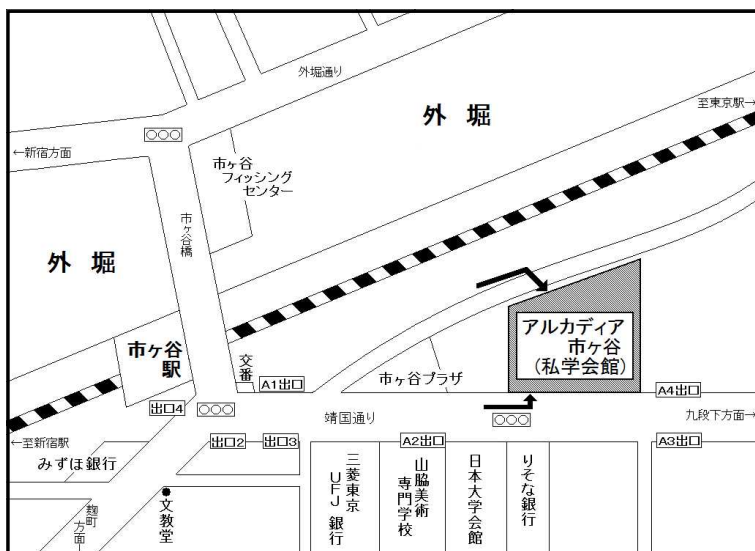 外堀通り
外 堀
至東京駅→
○○○
←新宿方面
市ヶ谷
フィッシング
センター
市ヶ谷橋
外 堀
市ヶ谷
駅
交番
A1出口
市ヶ谷プラザ
アルカディア
市ヶ谷
(私学会館)
A4出口
出口4
○○○
靖国通り
○○○
九段下方面→
←至新宿駅
出口2
出口3
A2出口
A3出口
みずほ銀行
麹町
方面
文教堂
三菱東京
UFJ 銀行
山脇美術
専門学校
日本大学会館
りそな銀行